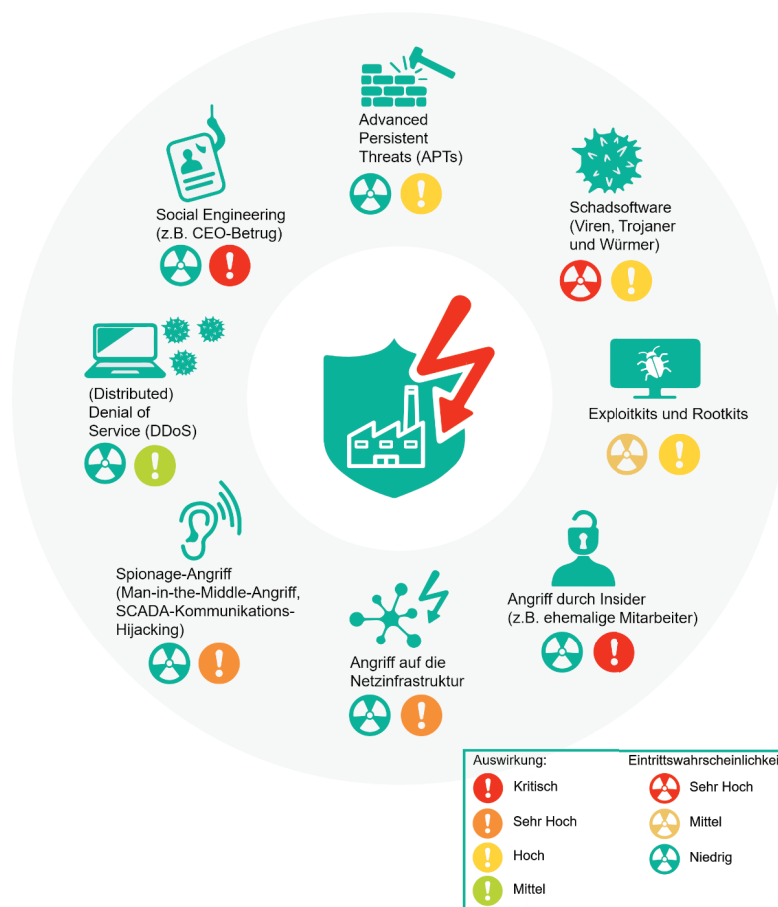 Advanced
Persistent
Threats (APTs)
Social Engineering
(z.B. CEO-Betrug)
Schadsoftware
(Viren, Trojaner
und Würmer)
(Distributed)
Denial of
Service (DDoS)
Exploitkits und Rootkits
Spionage-Angriff
(Man-in-the-Middle-Angriff,
SCADA-Kommunikations-
Hijacking)
Angriff durch Insider
(z.B. ehemalige Mitarbeiter)
Angriff auf die
Netzinfrastruktur
Auswirkung:
Kritisch
Sehr Hoch
Hoch
Mittel
Eintrittswahrscheinlichkei
Sehr Hoch
Mittel
Niedrig